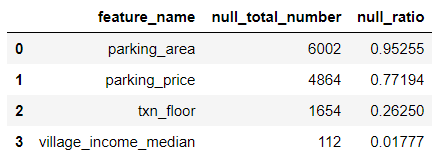 feature_name null_total_number null_ratio
0 parking_area 6002 0.95255
1 parking_price 4864 0.77194
2 txn_floor 1654 0.26250
3 village_income_median 112 0.01777